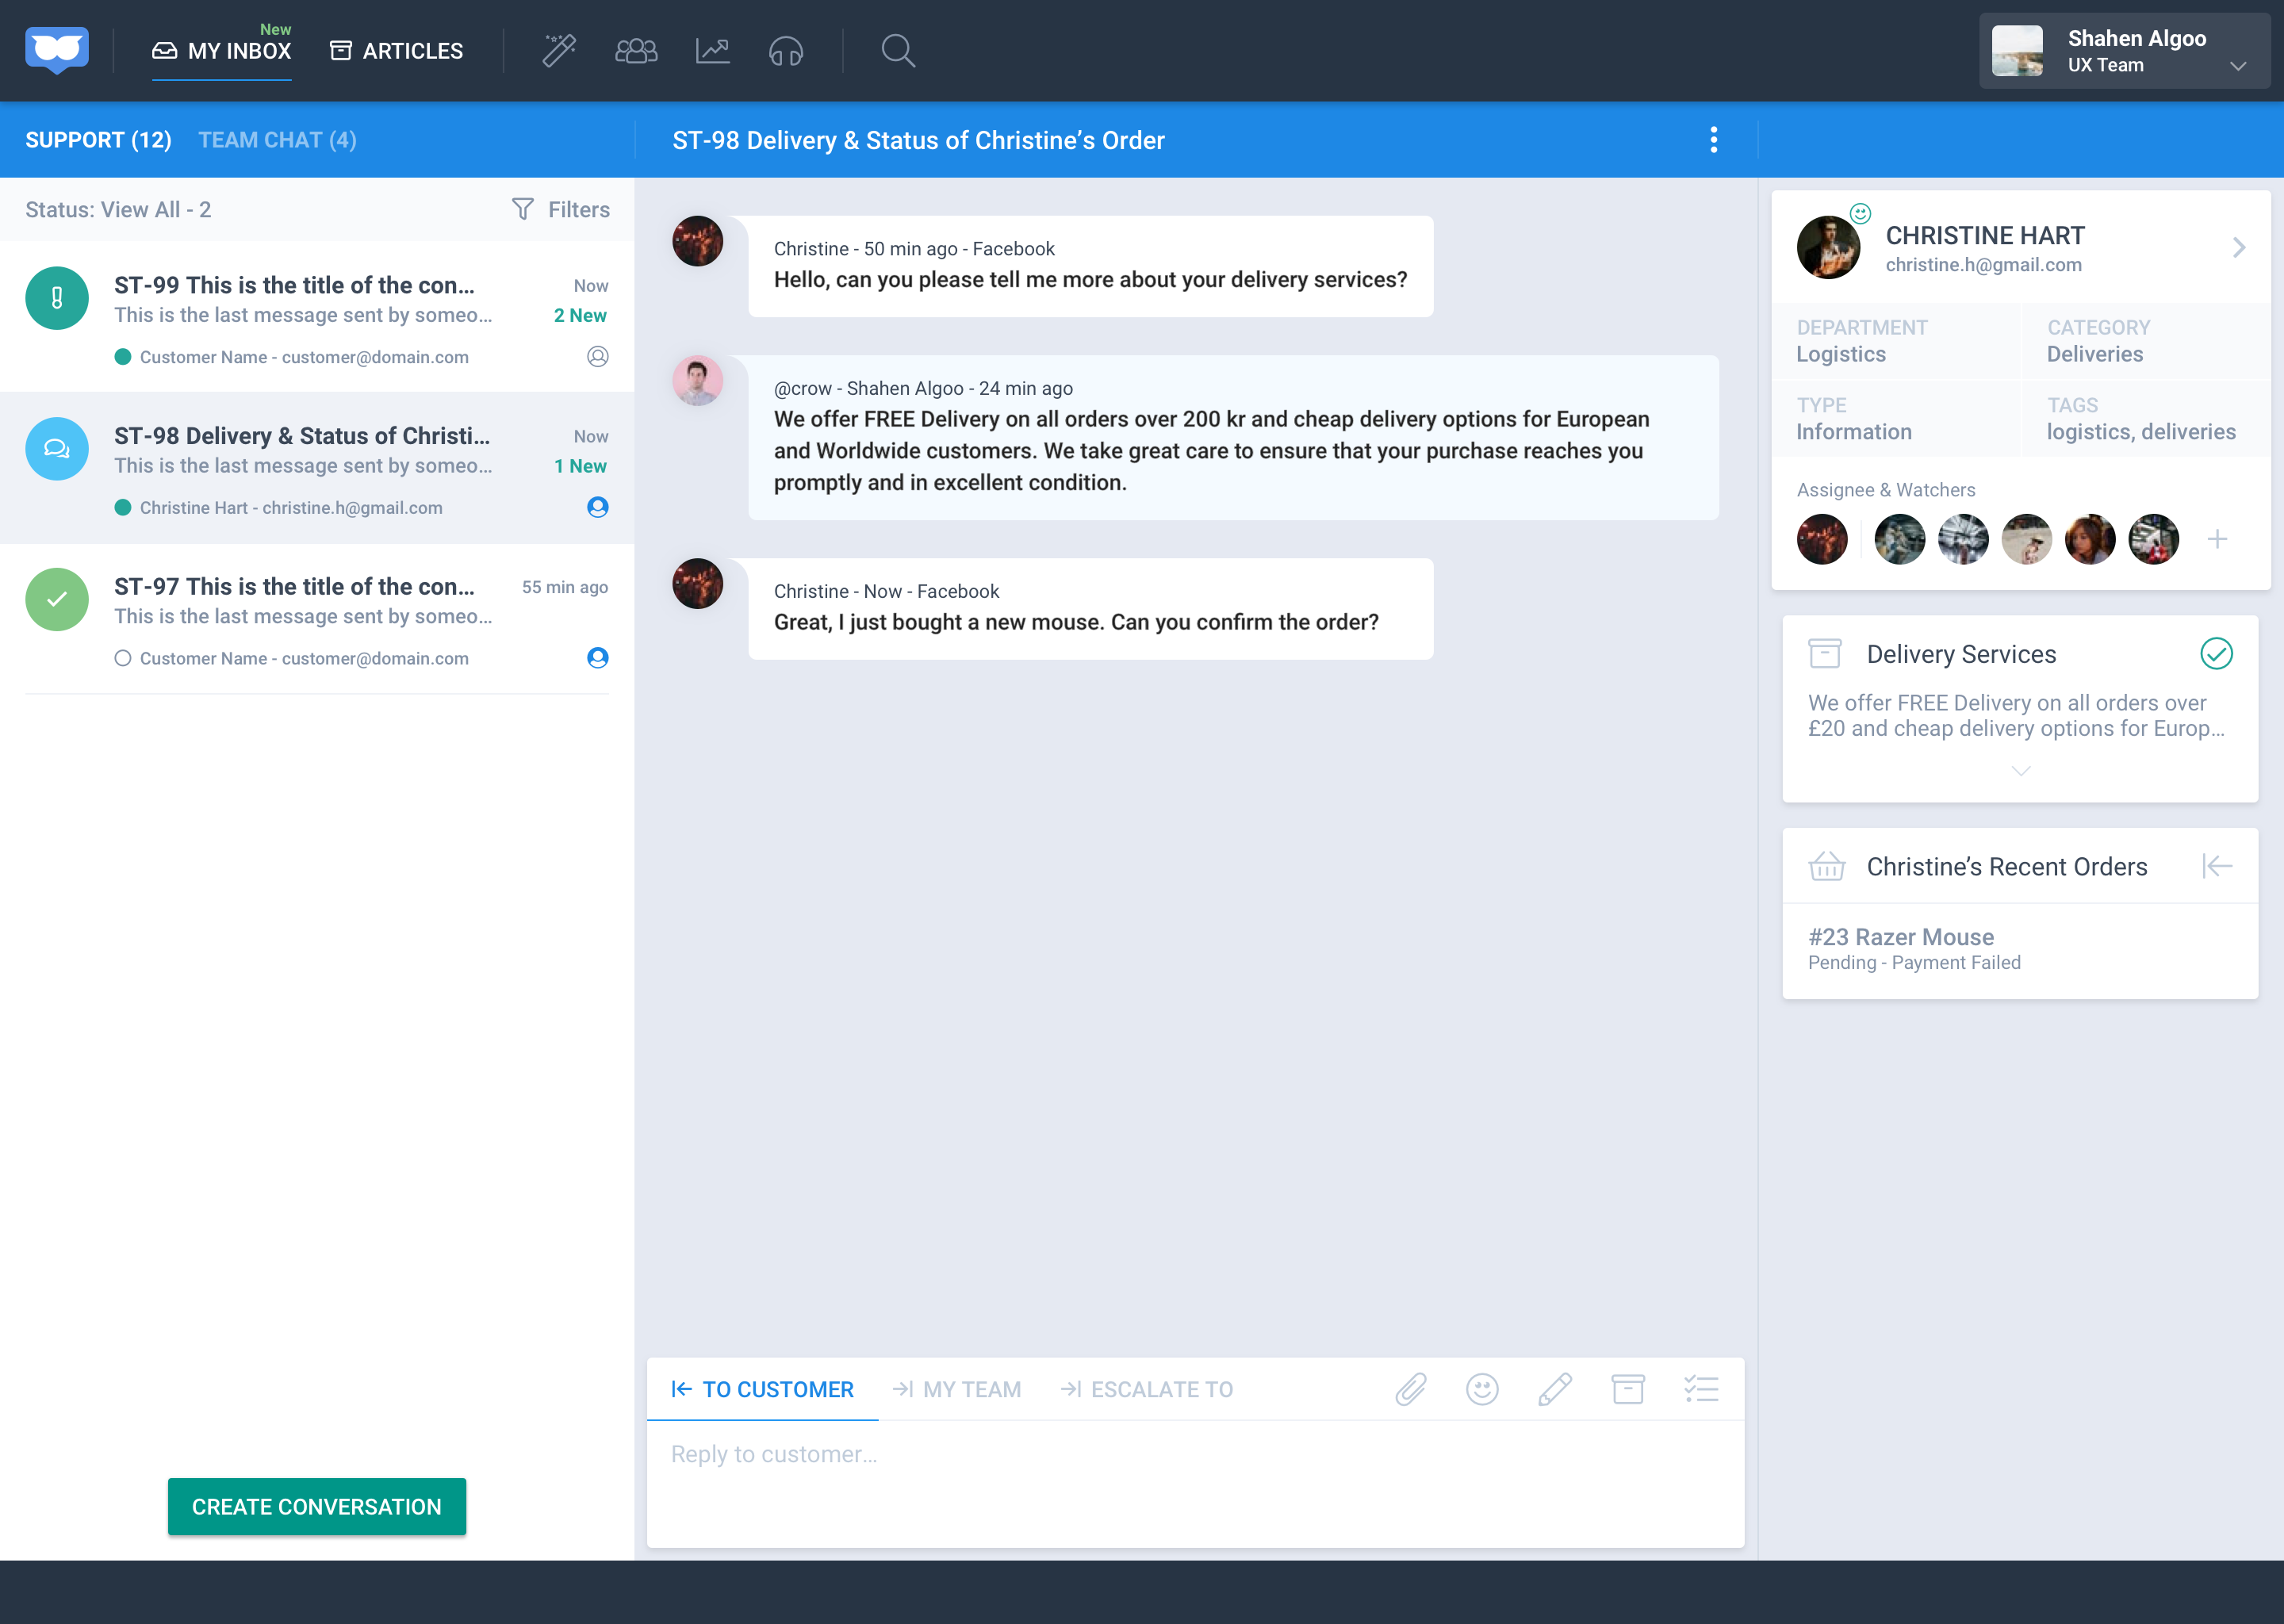 New
MY INBOX
ARTICLES
Shahen Algoo
UX Team
SUPPORT (12)
TEAM CHAT (4)
ST-98 Delivery & Status of Christine’s Order
Status: View All - 2
Filters
ST-99 This is the title of the con...
Now
This is the last message sent by someo...
2 New
Customer Name - customer@domain.com
ST-98 Delivery & Status of Christi...
Now
This is the last message sent by someo...
1 New
Christine Hart - christine.h@gmail.com
ST-97 This is the title of the con...
55 min ago
This is the last message sent by someo...
Customer Name - customer@domain.com
CREATE CONVERSATION
Christine - 50 min ago - Facebook
Hello, can you please tell me more about your delivery services?
@crow - Shahen Algoo - 24 min ago
We offer FREE Delivery on all orders over 200 kr and cheap delivery options for European
and Worldwide customers. We take great care to ensure that your purchase reaches you
promptly and in excellent condition.
Christine - Now - Facebook
Great, I just bought a new mouse. Can you confirm the order?
TO CUSTOMER
MY TEAM
ESCALATE TO
Reply to customer...
CHRISTINE HART
christine.h@gmail.com
DEPARTMENT
Logistics
CATEGORY
Deliveries
TYPE
Information
TAGS
logistics, deliveries
Assignee & Watchers
Delivery Services
We offer FREE Delivery on all orders over
£20 and cheap delivery options for Europ...
Christine’s Recent Orders
#23 Razer Mouse
Pending - Payment Failed